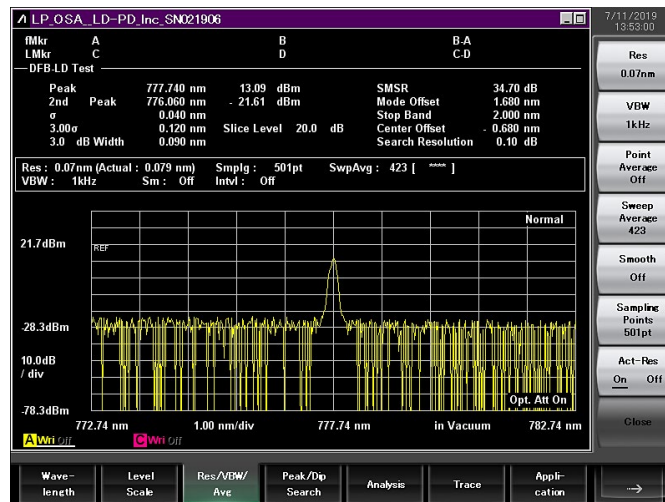 LP_OSA__LD-PD_Inc_SN021906
7/11/2019
13:53:00
fMkr A B B-A
LMkr C D C-D
DFB-LD Test
Peak 777.740 nm 13.09 dBm SMSR 34.70 dB
2nd Peak 776.060 nm - 21.61 dBm Mode Offset 1.680 nm
σ 0.040 nm Stop Band 2.000 nm
3.00σ 0.120 nm Slice Level 20.0 dB Center Offset - 0.680 nm
3.0 dB Width 0.090 nm Search Resolution 0.10 dB
Res : 0.07nm (Actual : 0.079 nm) Smplg : 501pt SwpAvg : 423 [ **** ]
VBW : 1kHz Sm : Off Intvl : Off
Normal
21.7dBm
REF
-28.3dBm
10.0dB
/ div
Opt. Att On
-78.3dBm
772.74 nm 1.00 nm/div 777.74 nm in Vacuum 782.74 nm
A Wri Off C Wri Off
Res
0.07nm
VBW
1kHz
Point
Average
Off
Sweep
Average
423
Smooth
Off
Sampling
Points
501pt
Act-Res
On Off
Close
Wave-
length
Level
Scale
Res/VBW/
Avg
Peak/Dip
Search
Analysis
Trace
Appli-
cation